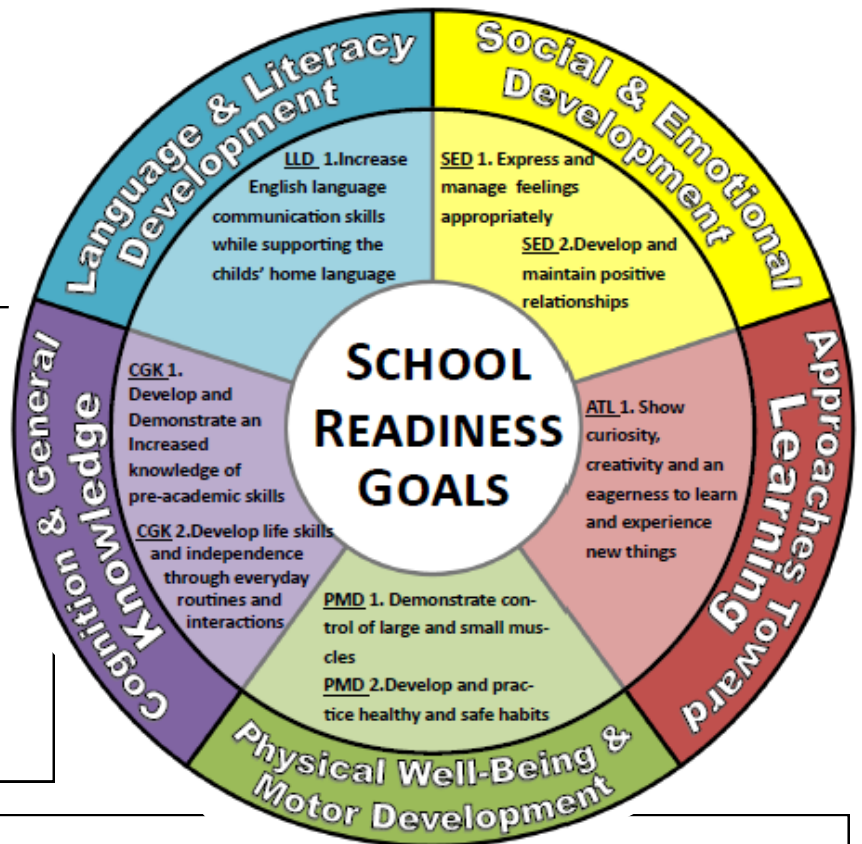 Language & Literacy
Development
LLD 1.Increase
English language
communication skills
while supporting the
childs’ home language
Social & Emotional
Development
SED 1. Express and
manage feelings
appropriately
SED 2.Develop and
maintain positive
relationships
SCHOOL
READINESS
GOALS
Approaches Toward
Learning
ATL 1. Show
curiosity,
creativity and an
eagerness to learn
and experience
new things
Cognition & General
Knowledge
CGK 1.
Develop and
Demonstrate an
Increased
knowledge of
pre-academic skills
CGK 2.Develop life skills
and independence
through everyday
routines and
interactions
PMD 1. Demonstrate con-
trol of large and small mus-
cles
PMD 2.Develop and prac-
tice healthy and safe habits
Physical Well-Being &
Motor Development